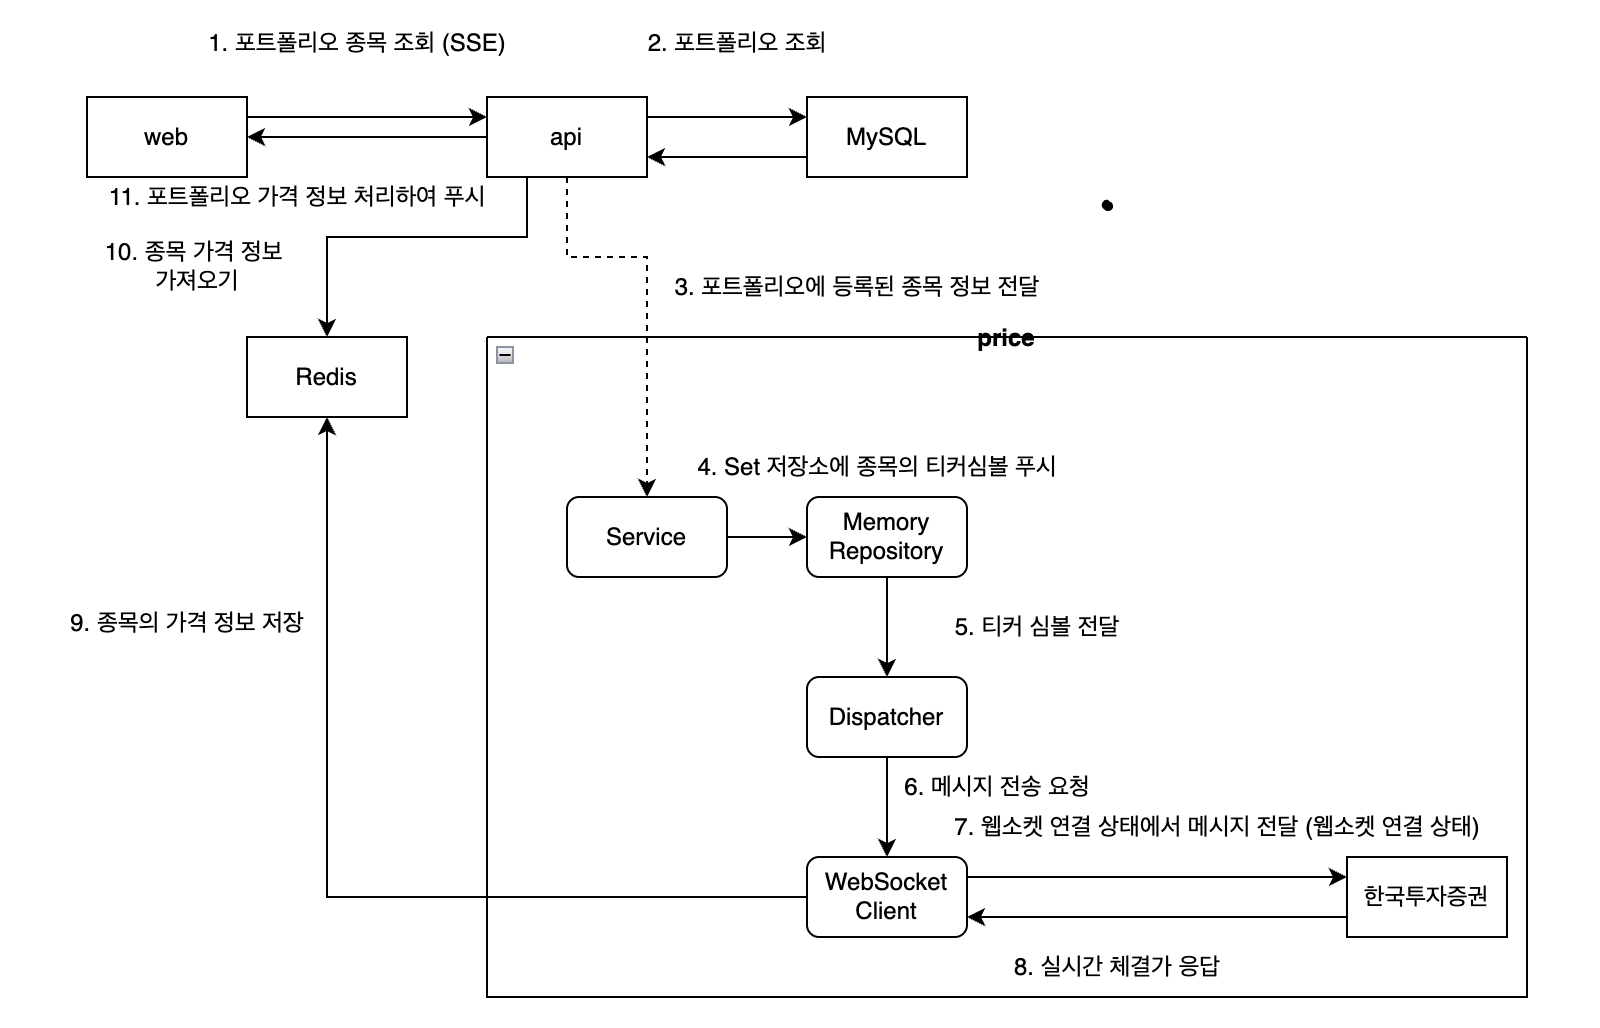 1. 포트폴리오 종목 조회 (SSE)
2. 포트폴리오 조회
web
api
MySQL
11. 포트폴리오 가격 정보 처리하여 푸시
10. 종목 가격 정보
가져오기
3. 포트폴리오에 등록된 종목 정보 전달
price
Redis
4. Set 저장소에 종목의 티커심볼 푸시
Service
Memory
Repository
9. 종목의 가격 정보 저장
5. 티커 심볼 전달
Dispatcher
6. 메시지 전송 요청
7. 웹소켓 연결 상태에서 메시지 전달 (웹소켓 연결 상태)
WebSocket
Client
한국투자증권
8. 실시간 체결가 응답